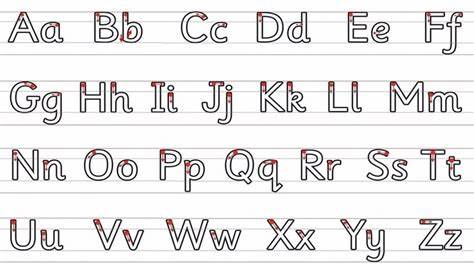 Aa Bb Cc Dd Ee Ff
Gg Hh Ii Jj Kk Ll Mm
Nn Oo Pp Qq Rr Ss Tt
Uu Vv Ww Xx Yy Zz